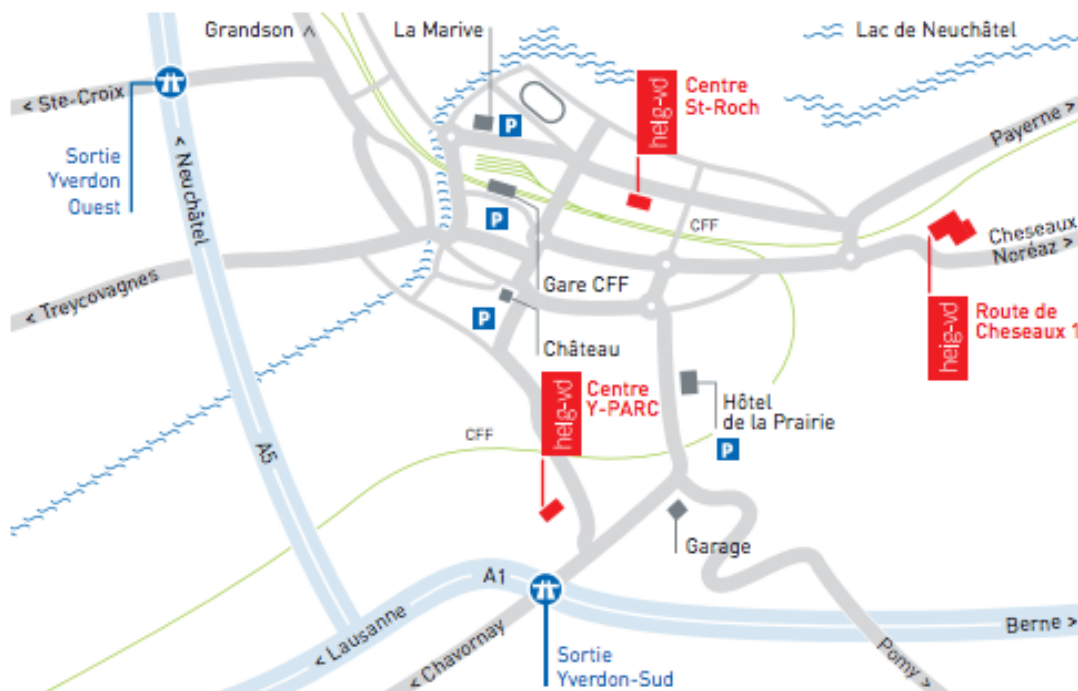 Grandson >
La Marive
Lac de Neuchâtel
< Ste-Croix
Sortie
Yverdon
Ouest
< Neuchâtel
P
heig-vd
Centre
St-Roch
Payerne >
CFF
P
Cheseaux
Noréaz >
< Treycovagnes
Gare CFF
P
Château
heig-vd
Route de
Cheseaux 1
heig-vd
Centre
Y-PARC
Hôtel
de la Prairie
P
CFF
A5
Garage
A1
< Lausanne
< Chavornay
Sortie
Yverdon-Sud
Berne >
Pomy >